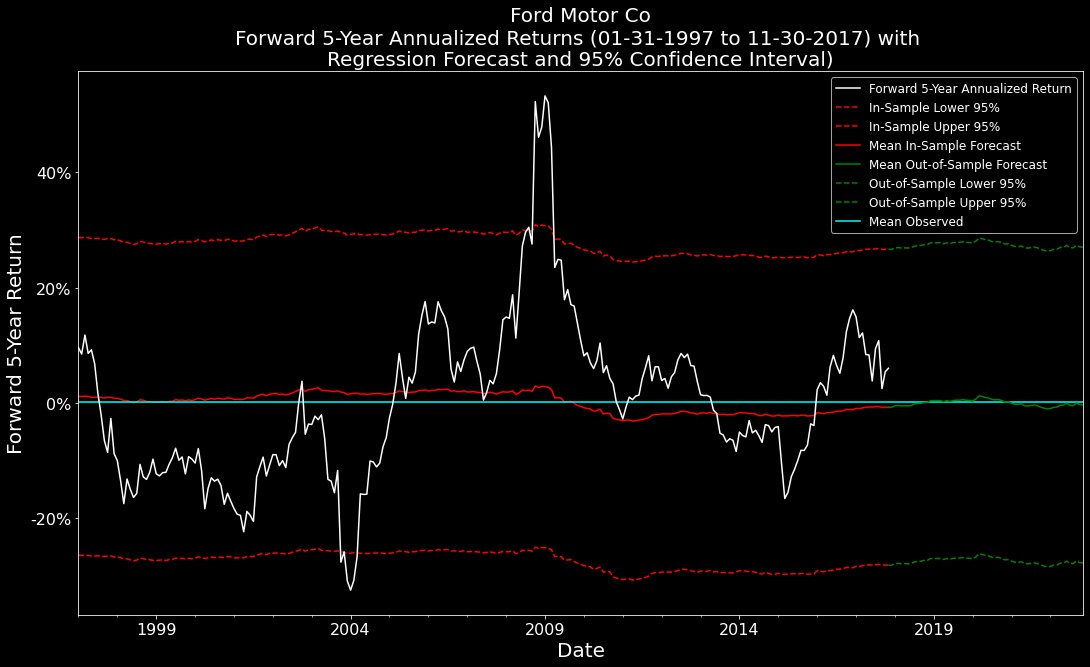 Ford Motor Co
Forward 5-Year Annualized Returns (01-31-1997 to 11-30-2017) with
Regression Forecast and 95% Confidence Interval)
Forward 5-Year Annualized Return
In-Sample Lower 95%
In-Sample Upper 95%
Mean In-Sample Forecast
Mean Out-of-Sample Forecast
Out-of-Sample Lower 95%
Out-of-Sample Upper 95%
Mean Observed
Forward 5-Year Return
40%
20%
0%
-20%
1999
2004
2009
2014
2019
Date